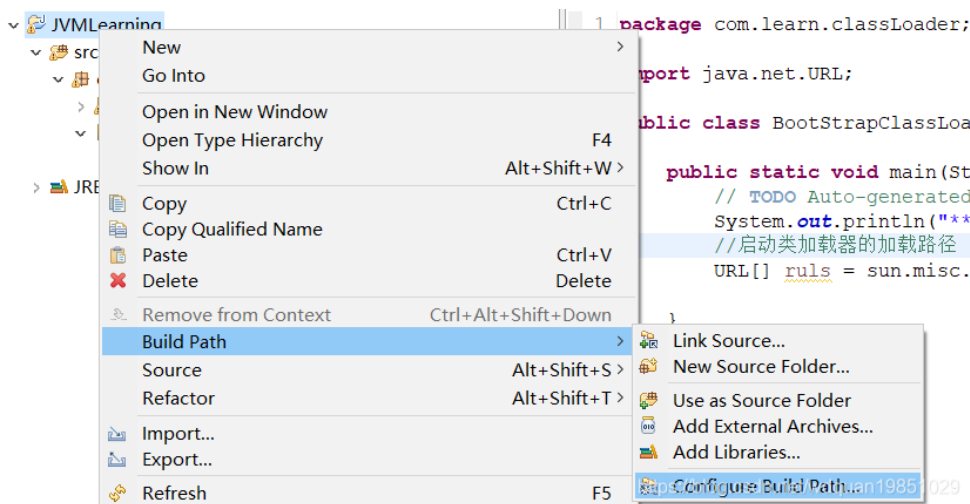 JVMLearning
src
JRE
New
Go Into
Open in New Window
Open Type Hierarchy F4
Show In Alt+Shift+W
Copy Ctrl+C
Copy Qualified Name
Paste Ctrl+V
Delete Delete
Remove from Context Ctrl+Alt+Shift+Down
Build Path
Source Alt+Shift+S
Refactor Alt+Shift+T
Import...
Export...
Refresh F5
Link Source...
New Source Folder...
Use as Source Folder
Add External Archives...
Add Libraries...
Configure Build Path...
1 package com.learn.classLoader;
mport java.net.URL;
ublic class BootStrapClassLoa
public static void main(St
// TODO Auto-generated
System.out.println("**
//启动类加载器的加载路径
URL[] ruls = sun.misc.
}